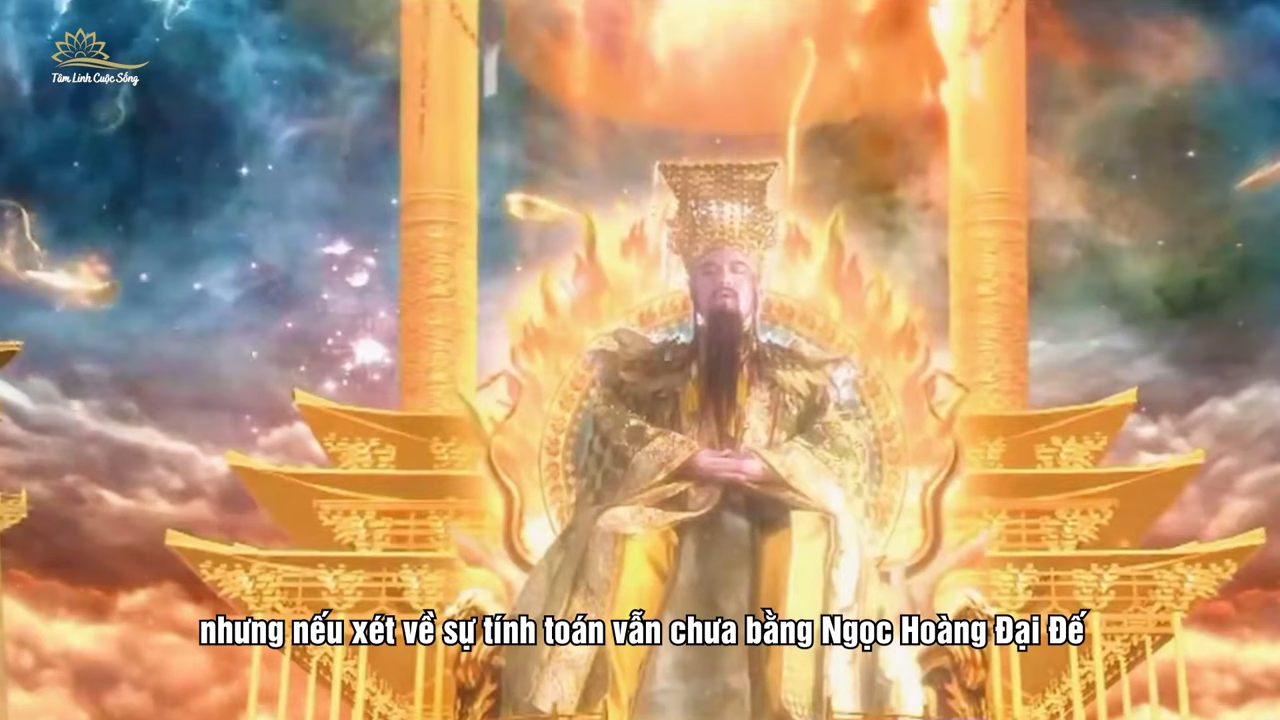 Tâm Linh Cuộc Sống
nhưng nếu xét về sự tính toán vẫn chưa bằng Ngọc Hoàng Đại Đế